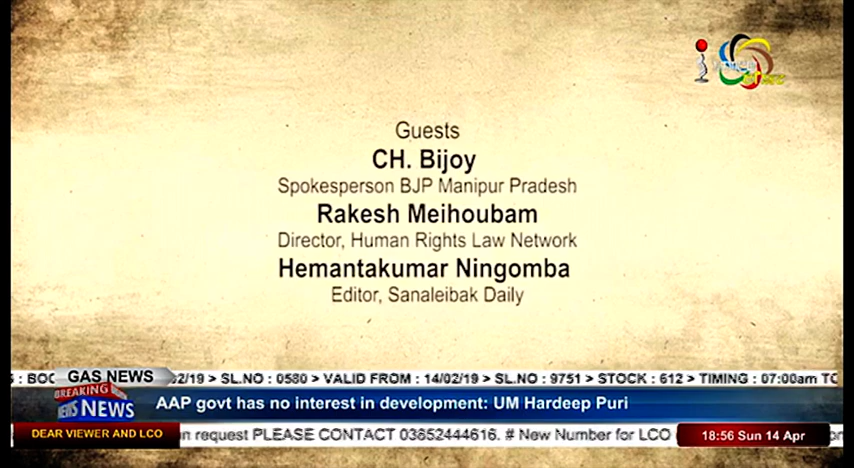 Guests
CH. Bijoy
Spokesperson BJP Manipur Pradesh
Rakesh Meihoubam
Director, Human Rights Law Network
Hemantakumar Ningomba
Editor, Sanaleibak Daily
GAS NEWS
02/19 > SL.NO : 0580 > VALID FROM : 14/02/19 > SL.NO : 9751 > STOCK : 612 > TIMING : 07:00am
BREAKING
NEWS NEWS
AAP govt has no interest in development: UM Hardeep Puri
DEAR VIEWER AND LCO
request PLEASE CONTACT 03852444616. # New Number for LCO
18:56 Sun 14 Apr